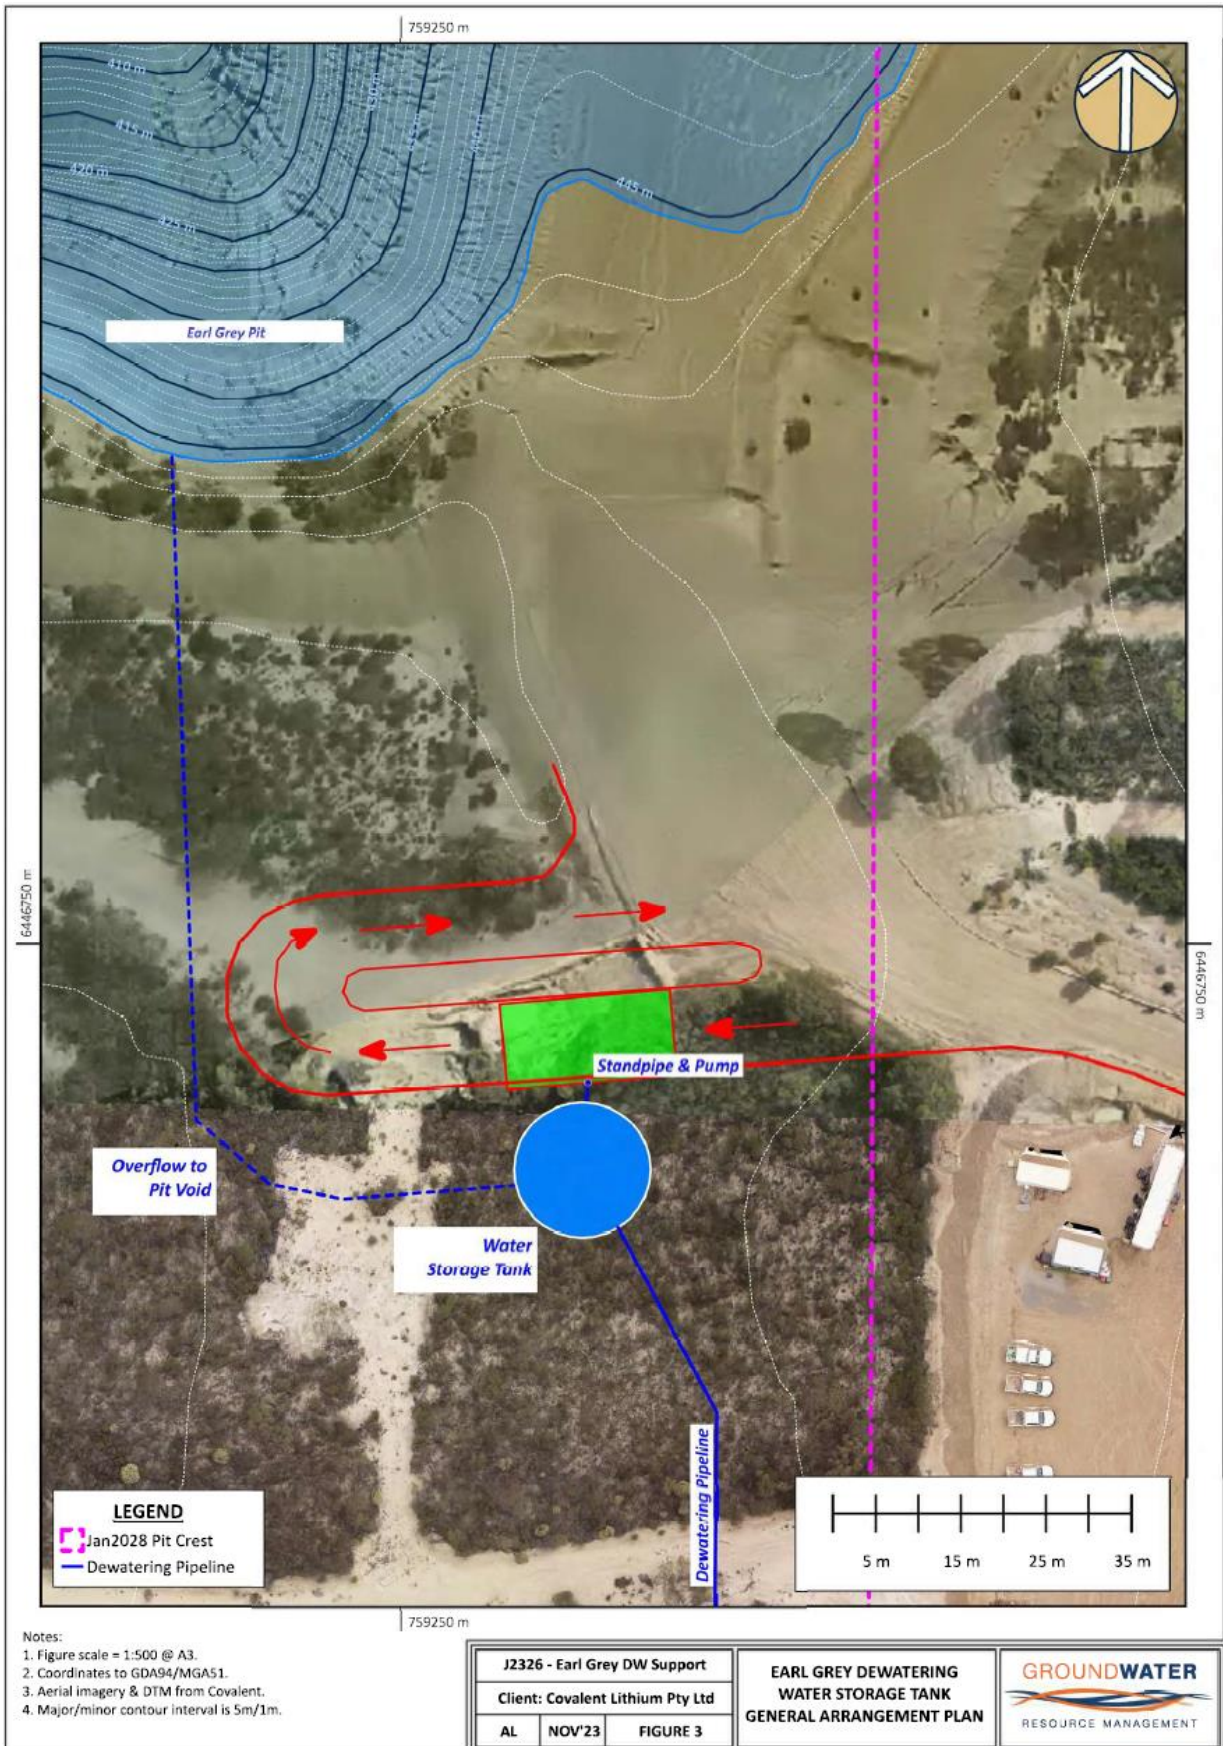 759250 m
410 m
415 m
420 m
425 m
430 m
445 m
Earl Grey Pit
6446750 m
6446750 m
Standpipe & Pump
Overflow to
Pit Void
Water
Storage Tank
Dewatering Pipeline
LEGEND
Jan2028 Pit Crest
Dewatering Pipeline
5 m 15 m 25 m 35 m
759250 m
Notes:
1. Figure scale = 1:500 @ A3.
2. Coordinates to GDA94/MGA51.
3. Aerial imagery & DTM from Covalent.
4. Major/minor contour interval is 5m/1m.
J2326 - Earl Grey DW Support
Client: Covalent Lithium Pty Ltd
AL NOV'23 FIGURE 3
EARL GREY DEWATERING
WATER STORAGE TANK
GENERAL ARRANGEMENT PLAN
GROUNDWATER
RESOURCE MANAGEMENT